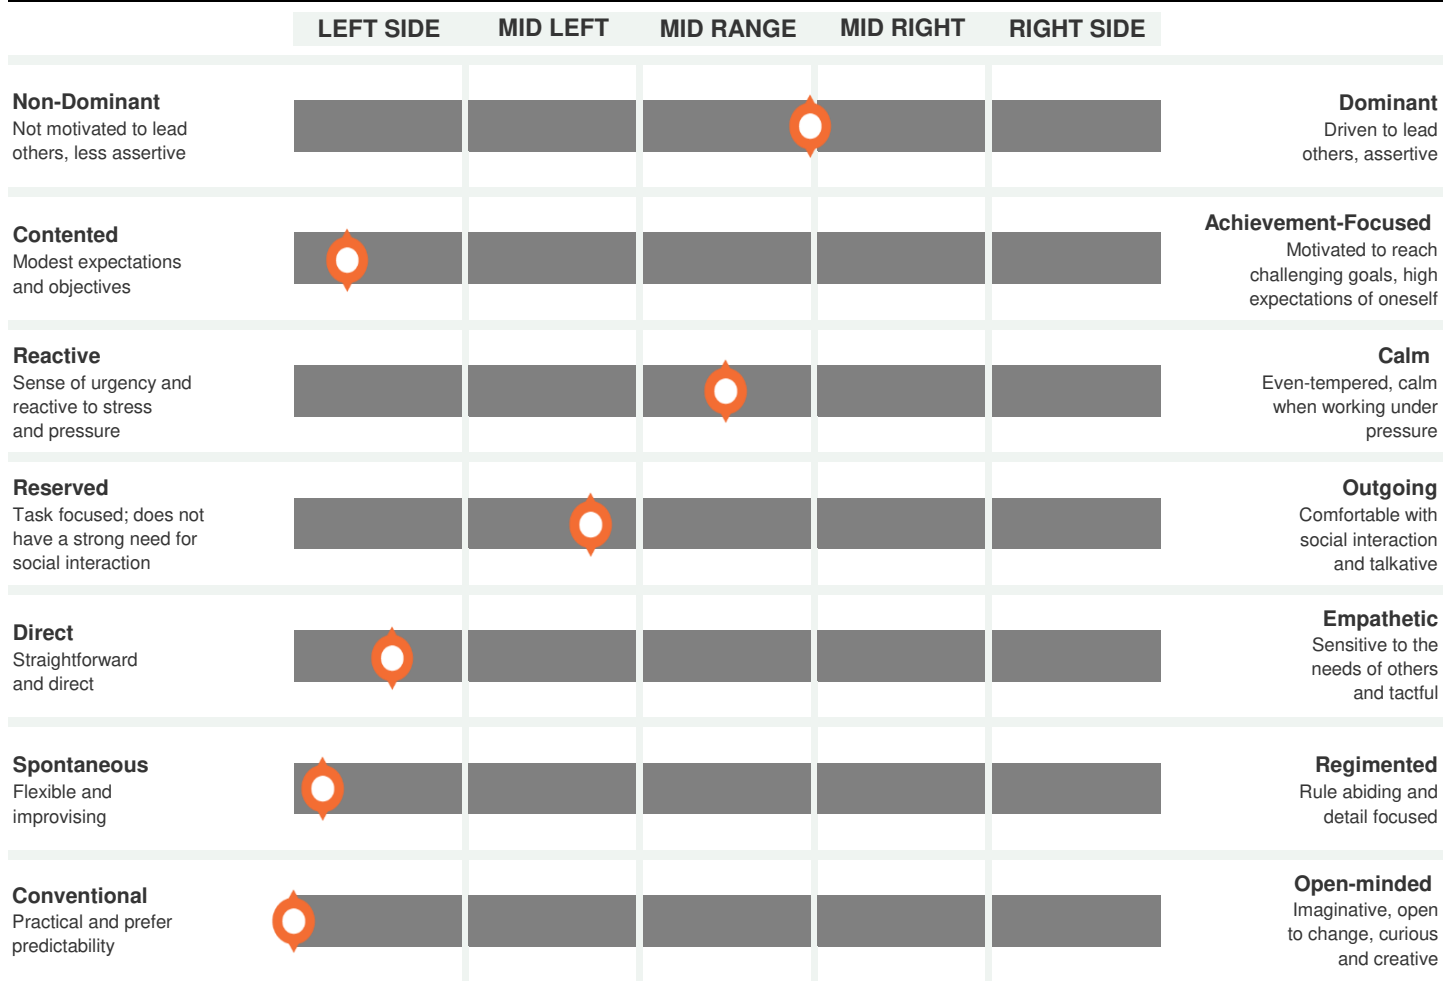 LEFT SIDE MID LEFT MID RANGE MID RIGHT RIGHT SIDE
Non-Dominant
Not motivated to lead
others, less assertive
Dominant
Driven to lead
others, assertive
Contented
Modest expectations
and objectives
Achievement-Focused
Motivated to reach
challenging goals, high
expectations of oneself
Reactive
Sense of urgency and
reactive to stress
and pressure
Calm
Even-tempered, calm
when working under
pressure
Reserved
Task focused; does not
have a strong need for
social interaction
Outgoing
Comfortable with
social interaction
and talkative
Direct
Straightforward
and direct
Empathetic
Sensitive to the
needs of others
and tactful
Spontaneous
Flexible and
improvising
Regimented
Rule abiding and
detail focused
Conventional
Practical and prefer
predictability
Open-minded
Imaginative, open
to change, curious
and creative